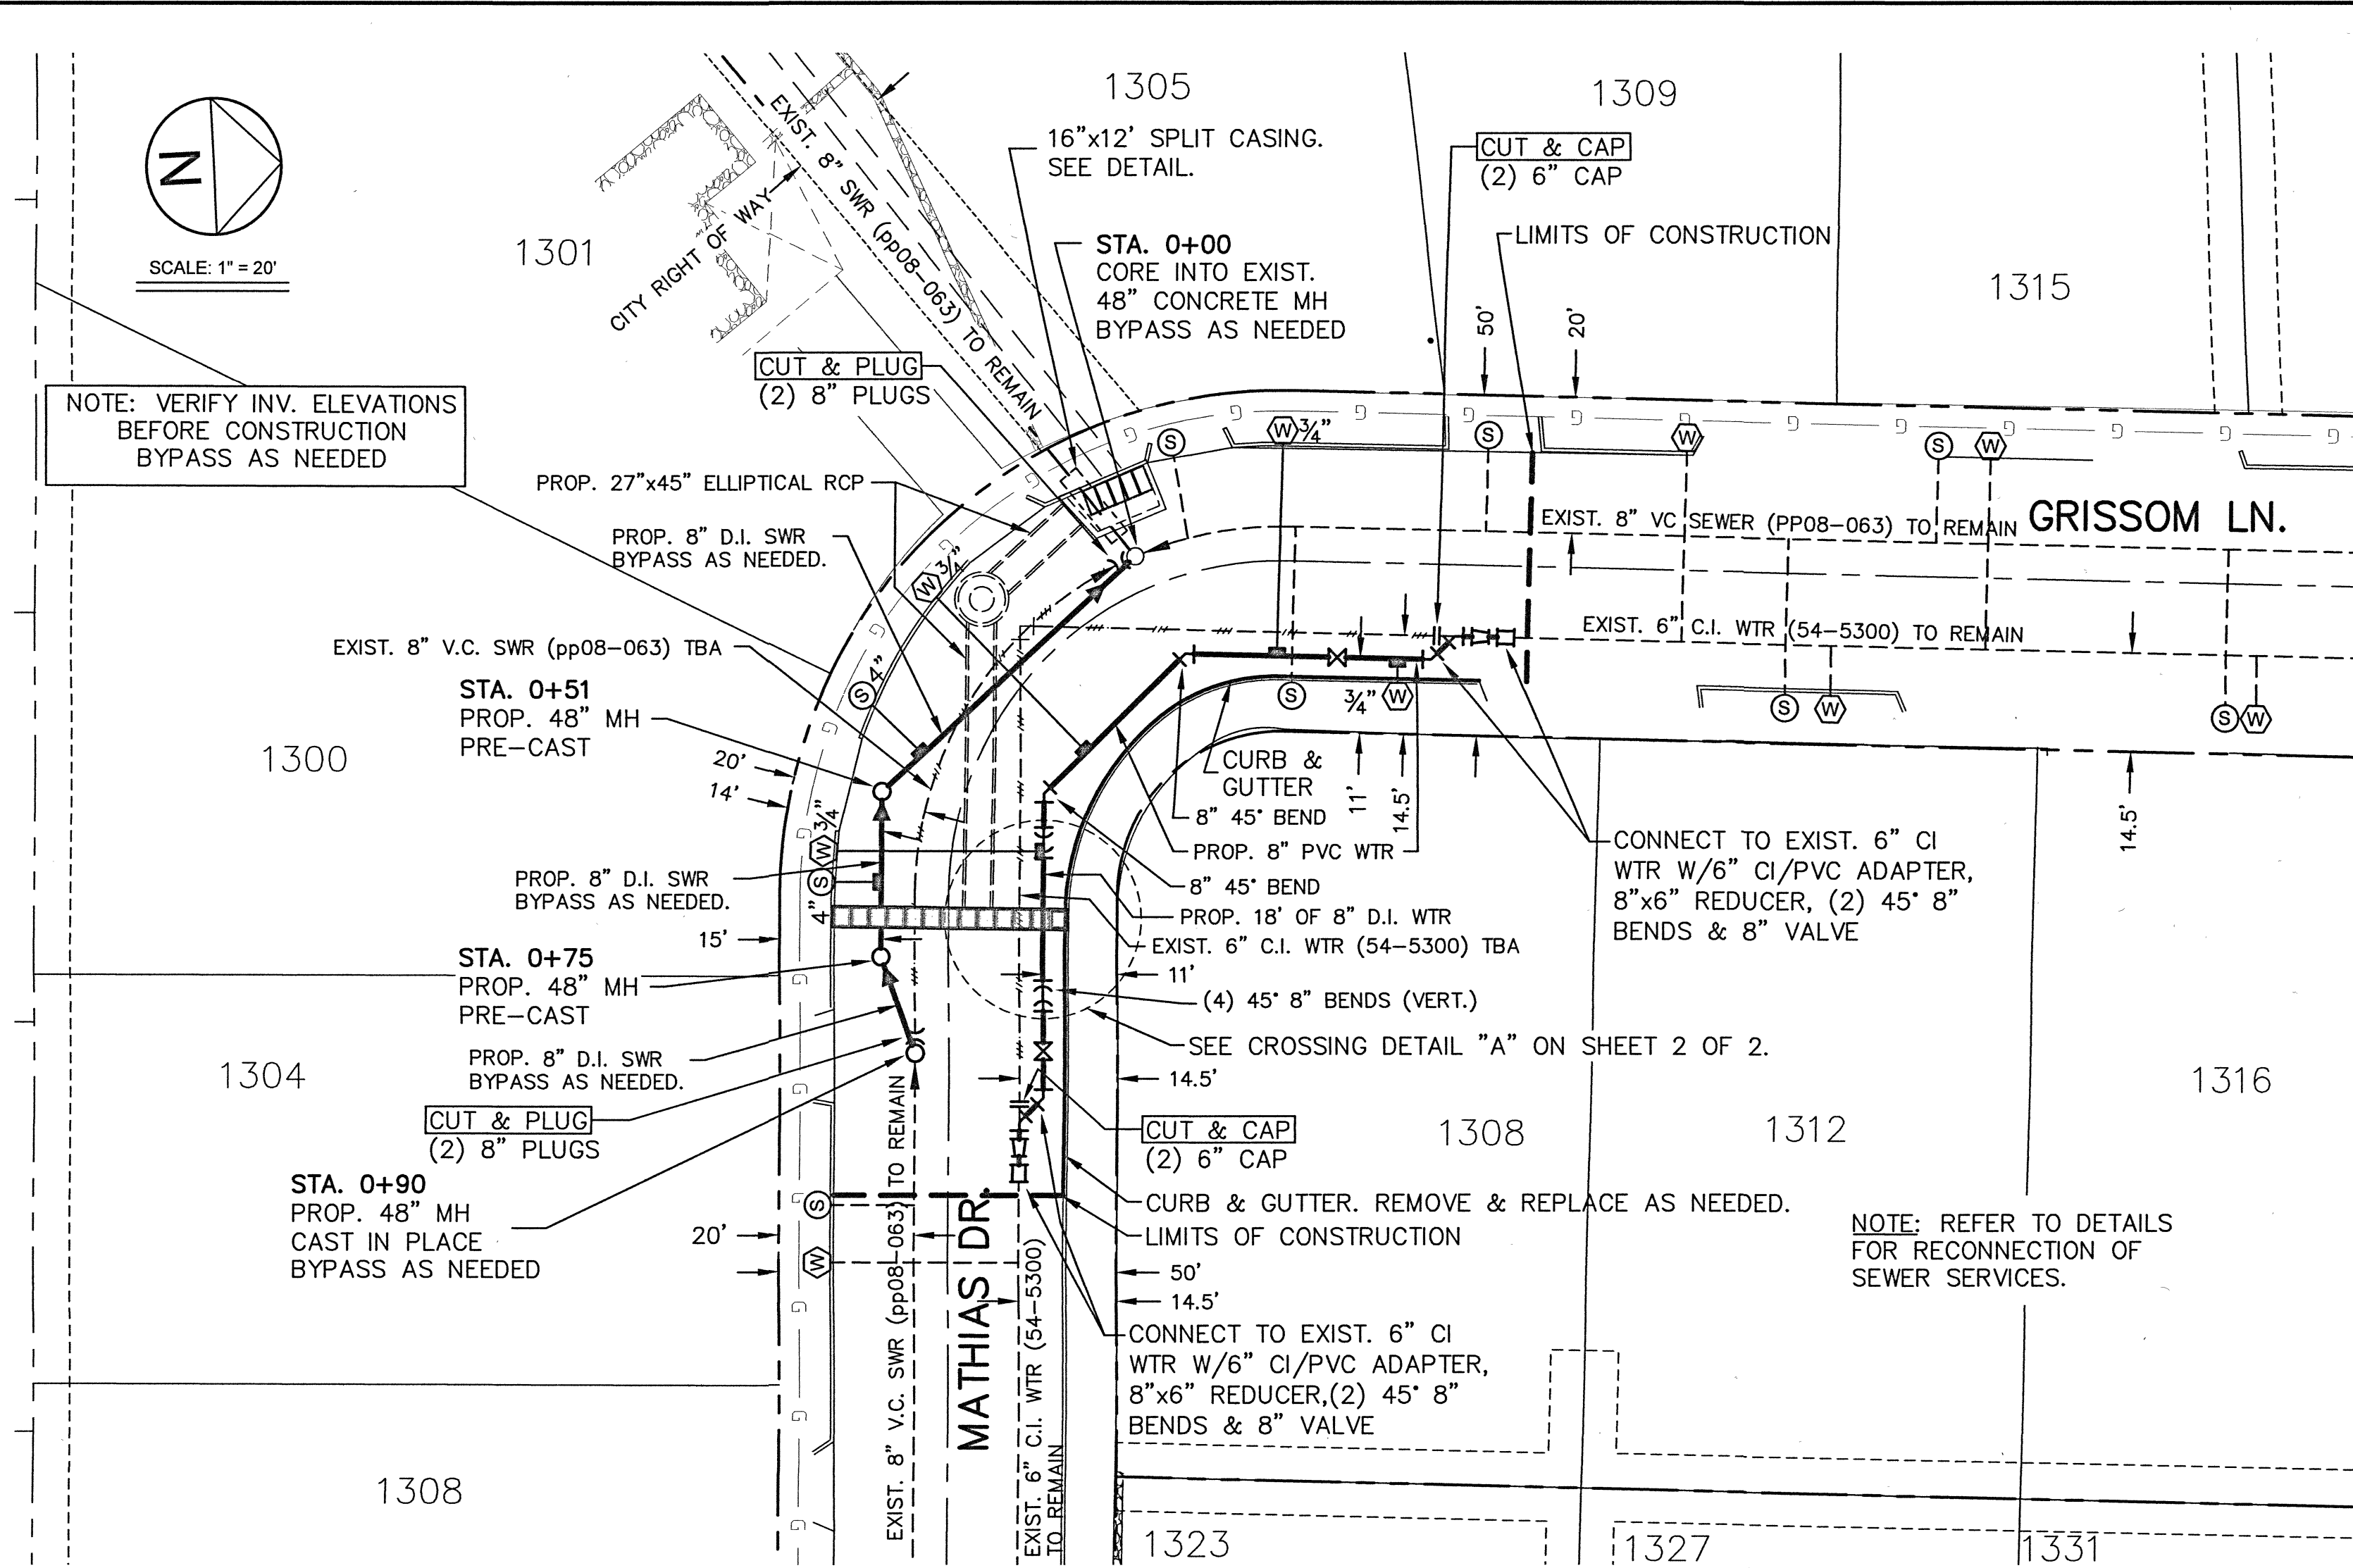 N
SCALE: 1" = 20'
1301
1305
1309
1315
CITY RIGHT OF WAY
EXIST. 8" SWR (pp08-063) TO REMAIN
16"x12' SPLIT CASING.
SEE DETAIL.
CUT & CAP
(2) 6" CAP
LIMITS OF CONSTRUCTION
STA. 0+00
CORE INTO EXIST.
48" CONCRETE MH
BYPASS AS NEEDED
50'
20'
CUT & PLUG
(2) 8" PLUGS
NOTE: VERIFY INV. ELEVATIONS
BEFORE CONSTRUCTION
BYPASS AS NEEDED
G G G G G G G G G G
S
W 3/4"
S
W
S
W
PROP. 27"x45" ELLIPTICAL RCP
PROP. 8" D.I. SWR
BYPASS AS NEEDED.
W 3/4"
EXIST. 8" VC SEWER (PP08-063) TO REMAIN
GRISSOM LN.
EXIST. 6" C.I. WTR (54-5300) TO REMAIN
EXIST. 8" V.C. SWR (pp08-063) TBA
S 4"
STA. 0+51
PROP. 48" MH
PRE-CAST
1300
20'
14'
S
3/4" W
S W
S W
CURB &
GUTTER
8" 45° BEND
11'
14.5'
14.5'
PROP. 8" PVC WTR
8" 45° BEND
PROP. 18' OF 8" D.I. WTR
EXIST. 6" C.I. WTR (54-5300) TBA
11'
(4) 45° 8" BENDS (VERT.)
SEE CROSSING DETAIL "A" ON SHEET 2 OF 2.
14.5'
CONNECT TO EXIST. 6" CI
WTR W/6" CI/PVC ADAPTER,
8"x6" REDUCER, (2) 45° 8"
BENDS & 8" VALVE
W 3/4"
4" S
PROP. 8" D.I. SWR
BYPASS AS NEEDED.
15'
STA. 0+75
PROP. 48" MH
PRE-CAST
1304
PROP. 8" D.I. SWR
BYPASS AS NEEDED.
CUT & PLUG
(2) 8" PLUGS
STA. 0+90
PROP. 48" MH
CAST IN PLACE
BYPASS AS NEEDED
CUT & CAP
(2) 6" CAP
1308
1312
1316
CURB & GUTTER. REMOVE & REPLACE AS NEEDED.
LIMITS OF CONSTRUCTION
S
20'
W
50'
14.5'
NOTE: REFER TO DETAILS
FOR RECONNECTION OF
SEWER SERVICES.
CONNECT TO EXIST. 6" CI
WTR W/6" CI/PVC ADAPTER,
8"x6" REDUCER,(2) 45° 8"
BENDS & 8" VALVE
EXIST. 8" V.C. SWR (pp08-063) TO REMAIN
MATHIAS DR.
EXIST. 6" C.I. WTR (54-5300)
TO REMAIN
G G G G G G G G G
1308
1323
1327
1331